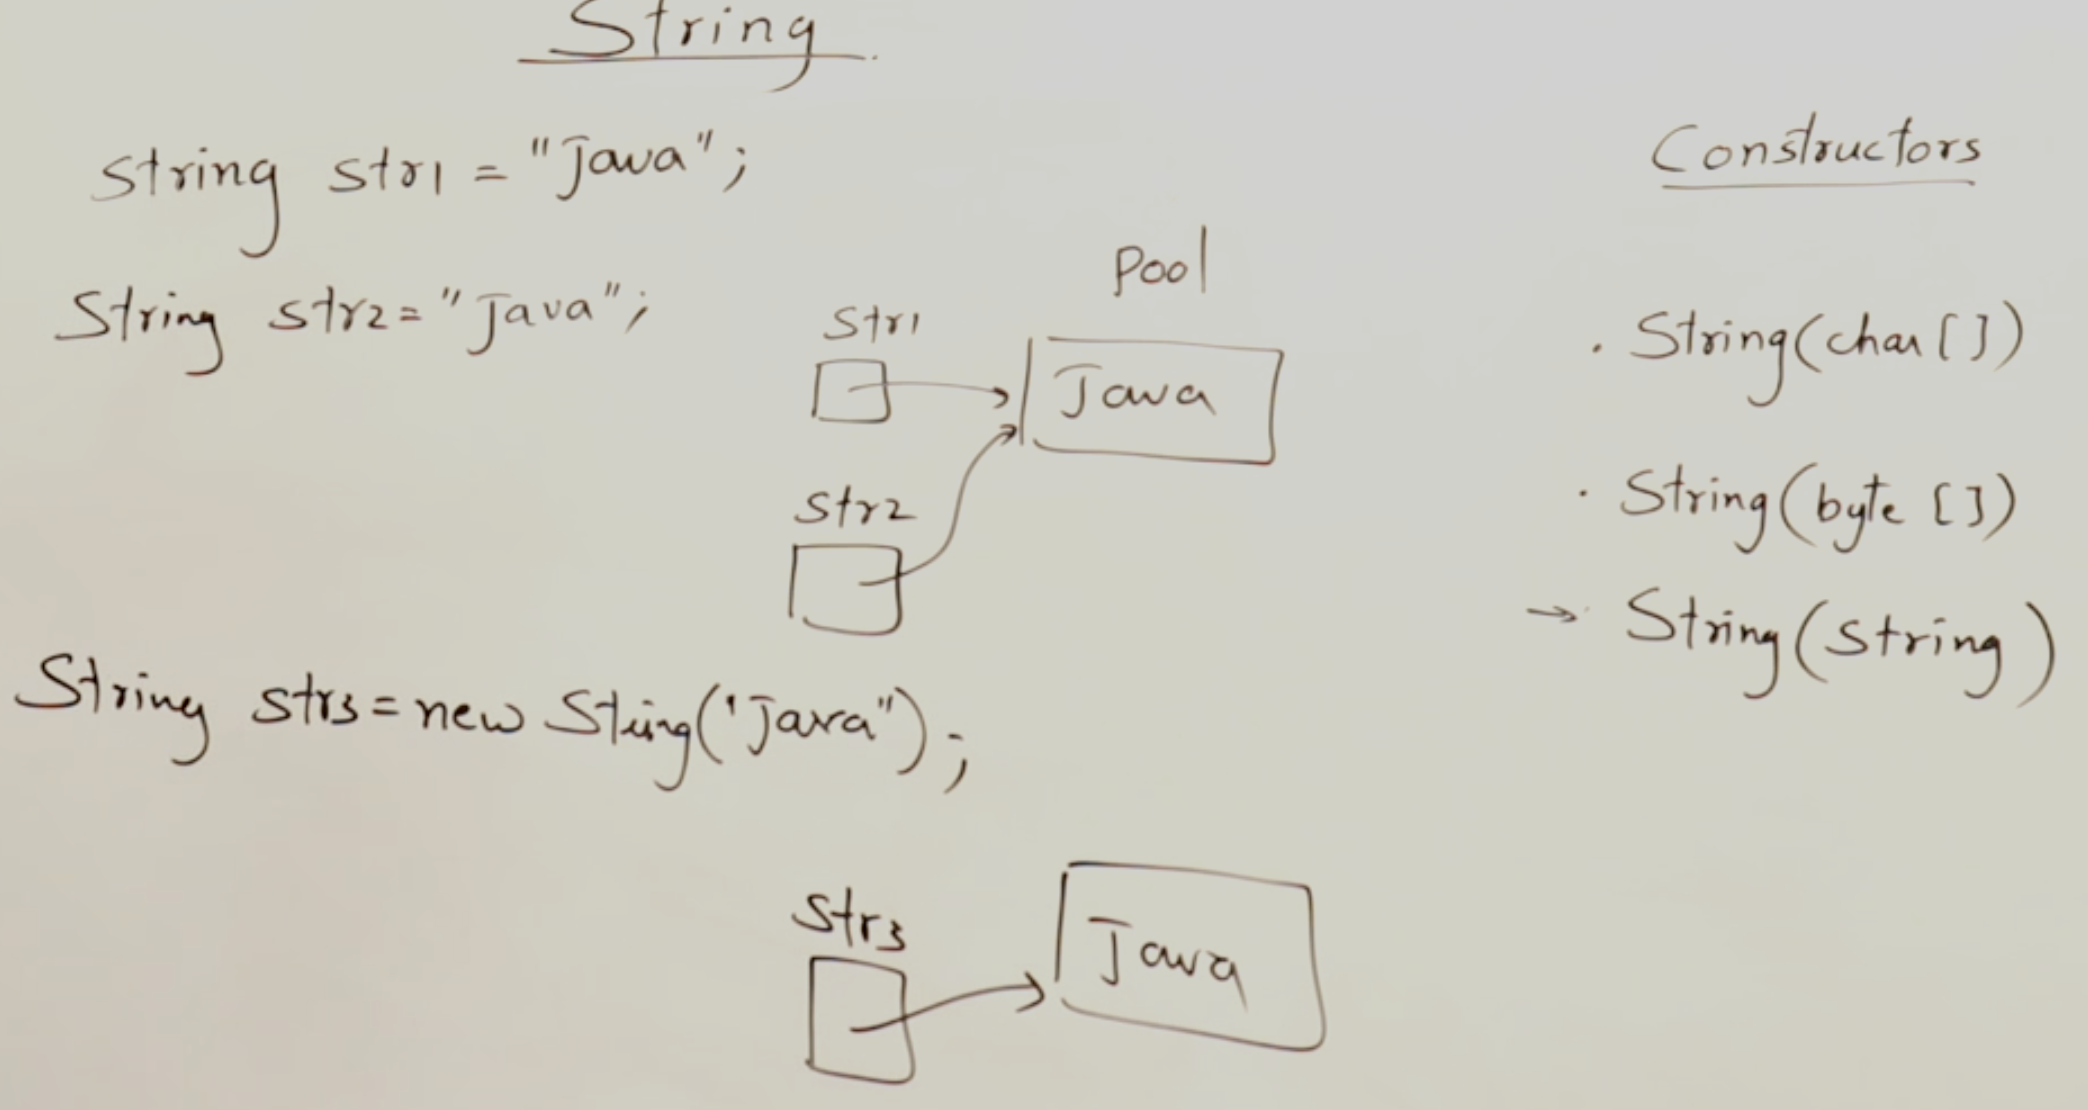 String
String str1 = "Java";
String str2 = "Java";
Pool
Str1
Java
Str2
String str3 = new String("Java");
Str3
Java
Constructors
. String(char[])
. String(byte [])
→ String(String)